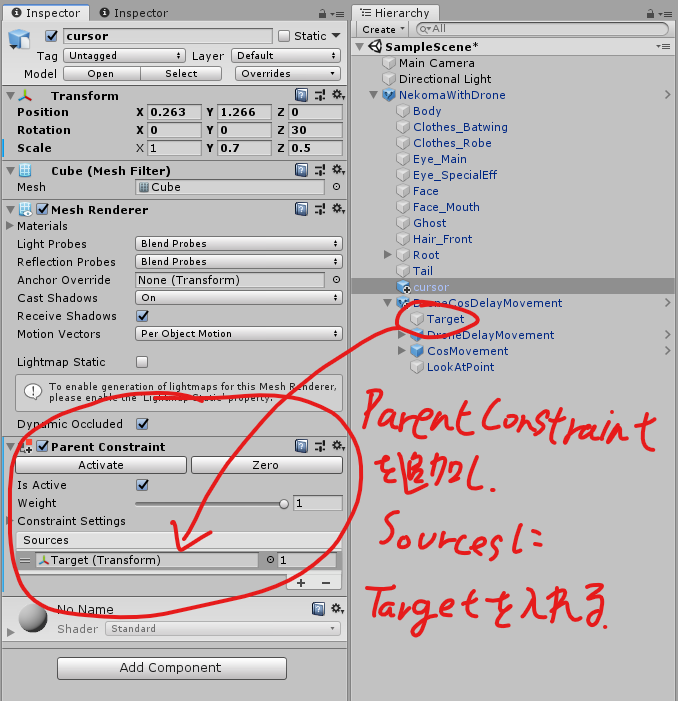 Inspector
Inspector
cursor
Static
Tag
Untagged
Layer
Default
Model
Open
Select
Overrides
Transform
Position
X 0.263 Y 1.266 Z 0
Rotation
X 0 Y 0 Z 30
Scale
X 1 Y 0.7 Z 0.5
Cube (Mesh Filter)
Mesh
Cube
Mesh Renderer
Materials
Light Probes
Blend Probes
Reflection Probes
Blend Probes
Anchor Override
None (Transform)
Cast Shadows
On
Receive Shadows
Motion Vectors
Per Object Motion
Lightmap Static
To enable generation of lightmaps for this Mesh Renderer,
please enable the 'Lightmap Static' property.
Dynamic Occluded
Parent Constraint
Activate
Zero
Is Active
Weight
1
Constraint Settings
Sources
Target (Transform)
1
No Name
Shader
Standard
Add Component
Hierarchy
Create
All
SampleScene*
Main Camera
Directional Light
NekomaWithDrone
Body
Clothes_Batwing
Clothes_Robe
Eye_Main
Eye_SpecialEff
Face
Face_Mouth
Ghost
Hair_Front
Root
Tail
cursor
DroneCosDelayMovement
Target
DroneDelayMovement
CosMovement
LookAtPoint
ParentConstraint
を追加し.
Sourcesに
Targetを入れる.